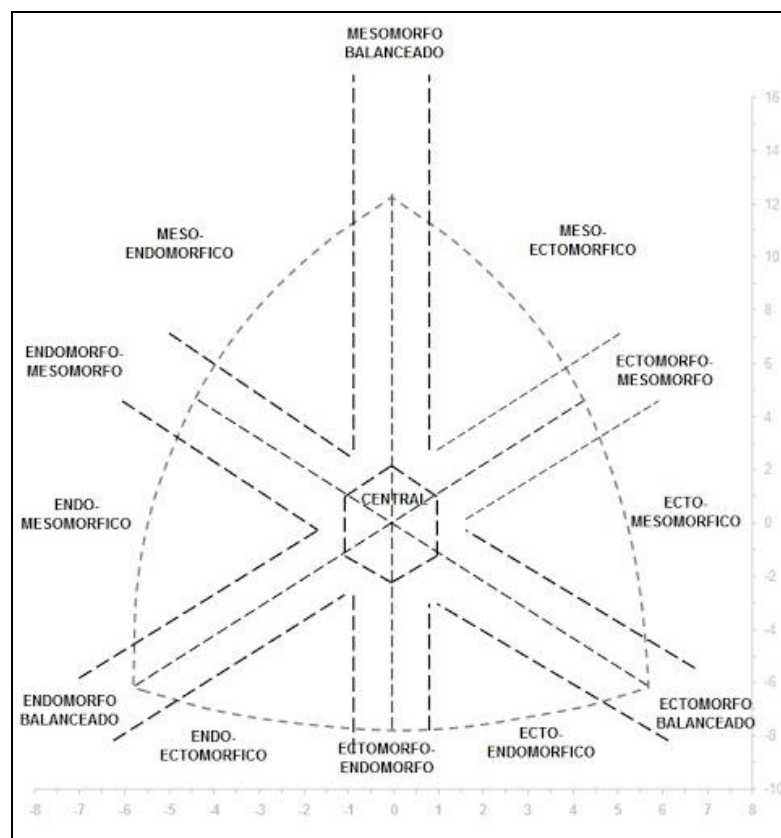 MESOMORFO
BALANCEADO
16
14
MESO-
ENDOMORFICO
MESO-
ECTOMORFICO
12
10
8
ENDOMORFO-
MESOMORFO
ECTOMORFO-
MESOMORFO
6
4
2
CENTRAL
ENDO-
MESOMORFICO
ECTO-
MESOMORFICO
0
-2
-4
-6
ENDOMORFO
BALANCEADO
ECTOMORFO
BALANCEADO
ENDO-
ECTOMORFICO
ECTOMORFO-
ENDOMORFO
ECTO-
ENDOMORFICO
-8
-10
-8 -7 -6 -5 -4 -3 -2 -1 0 1 2 3 4 5 6 7 8